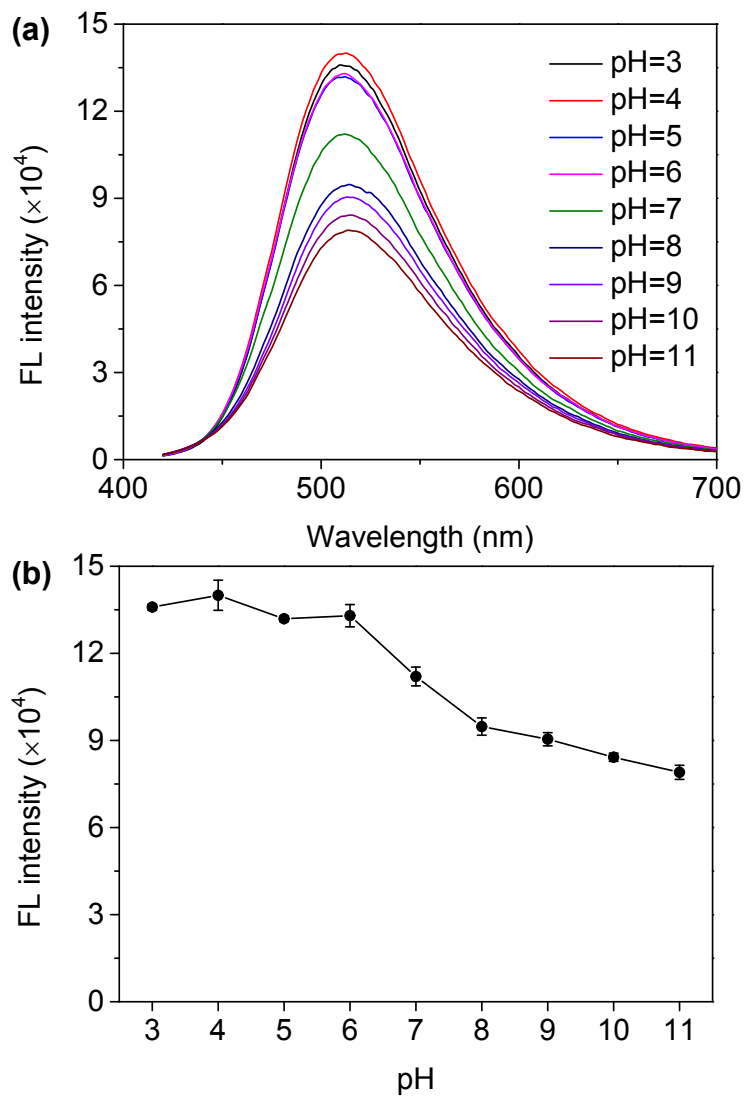 (a)
15
12
9
6
3
0
FL intensity (×10⁴)
pH=3
pH=4
pH=5
pH=6
pH=7
pH=8
pH=9
pH=10
pH=11
400 500 600 700
Wavelength (nm)
(b)
15
12
9
6
3
0
FL intensity (×10⁴)
3 4 5 6 7 8 9 10 11
pH